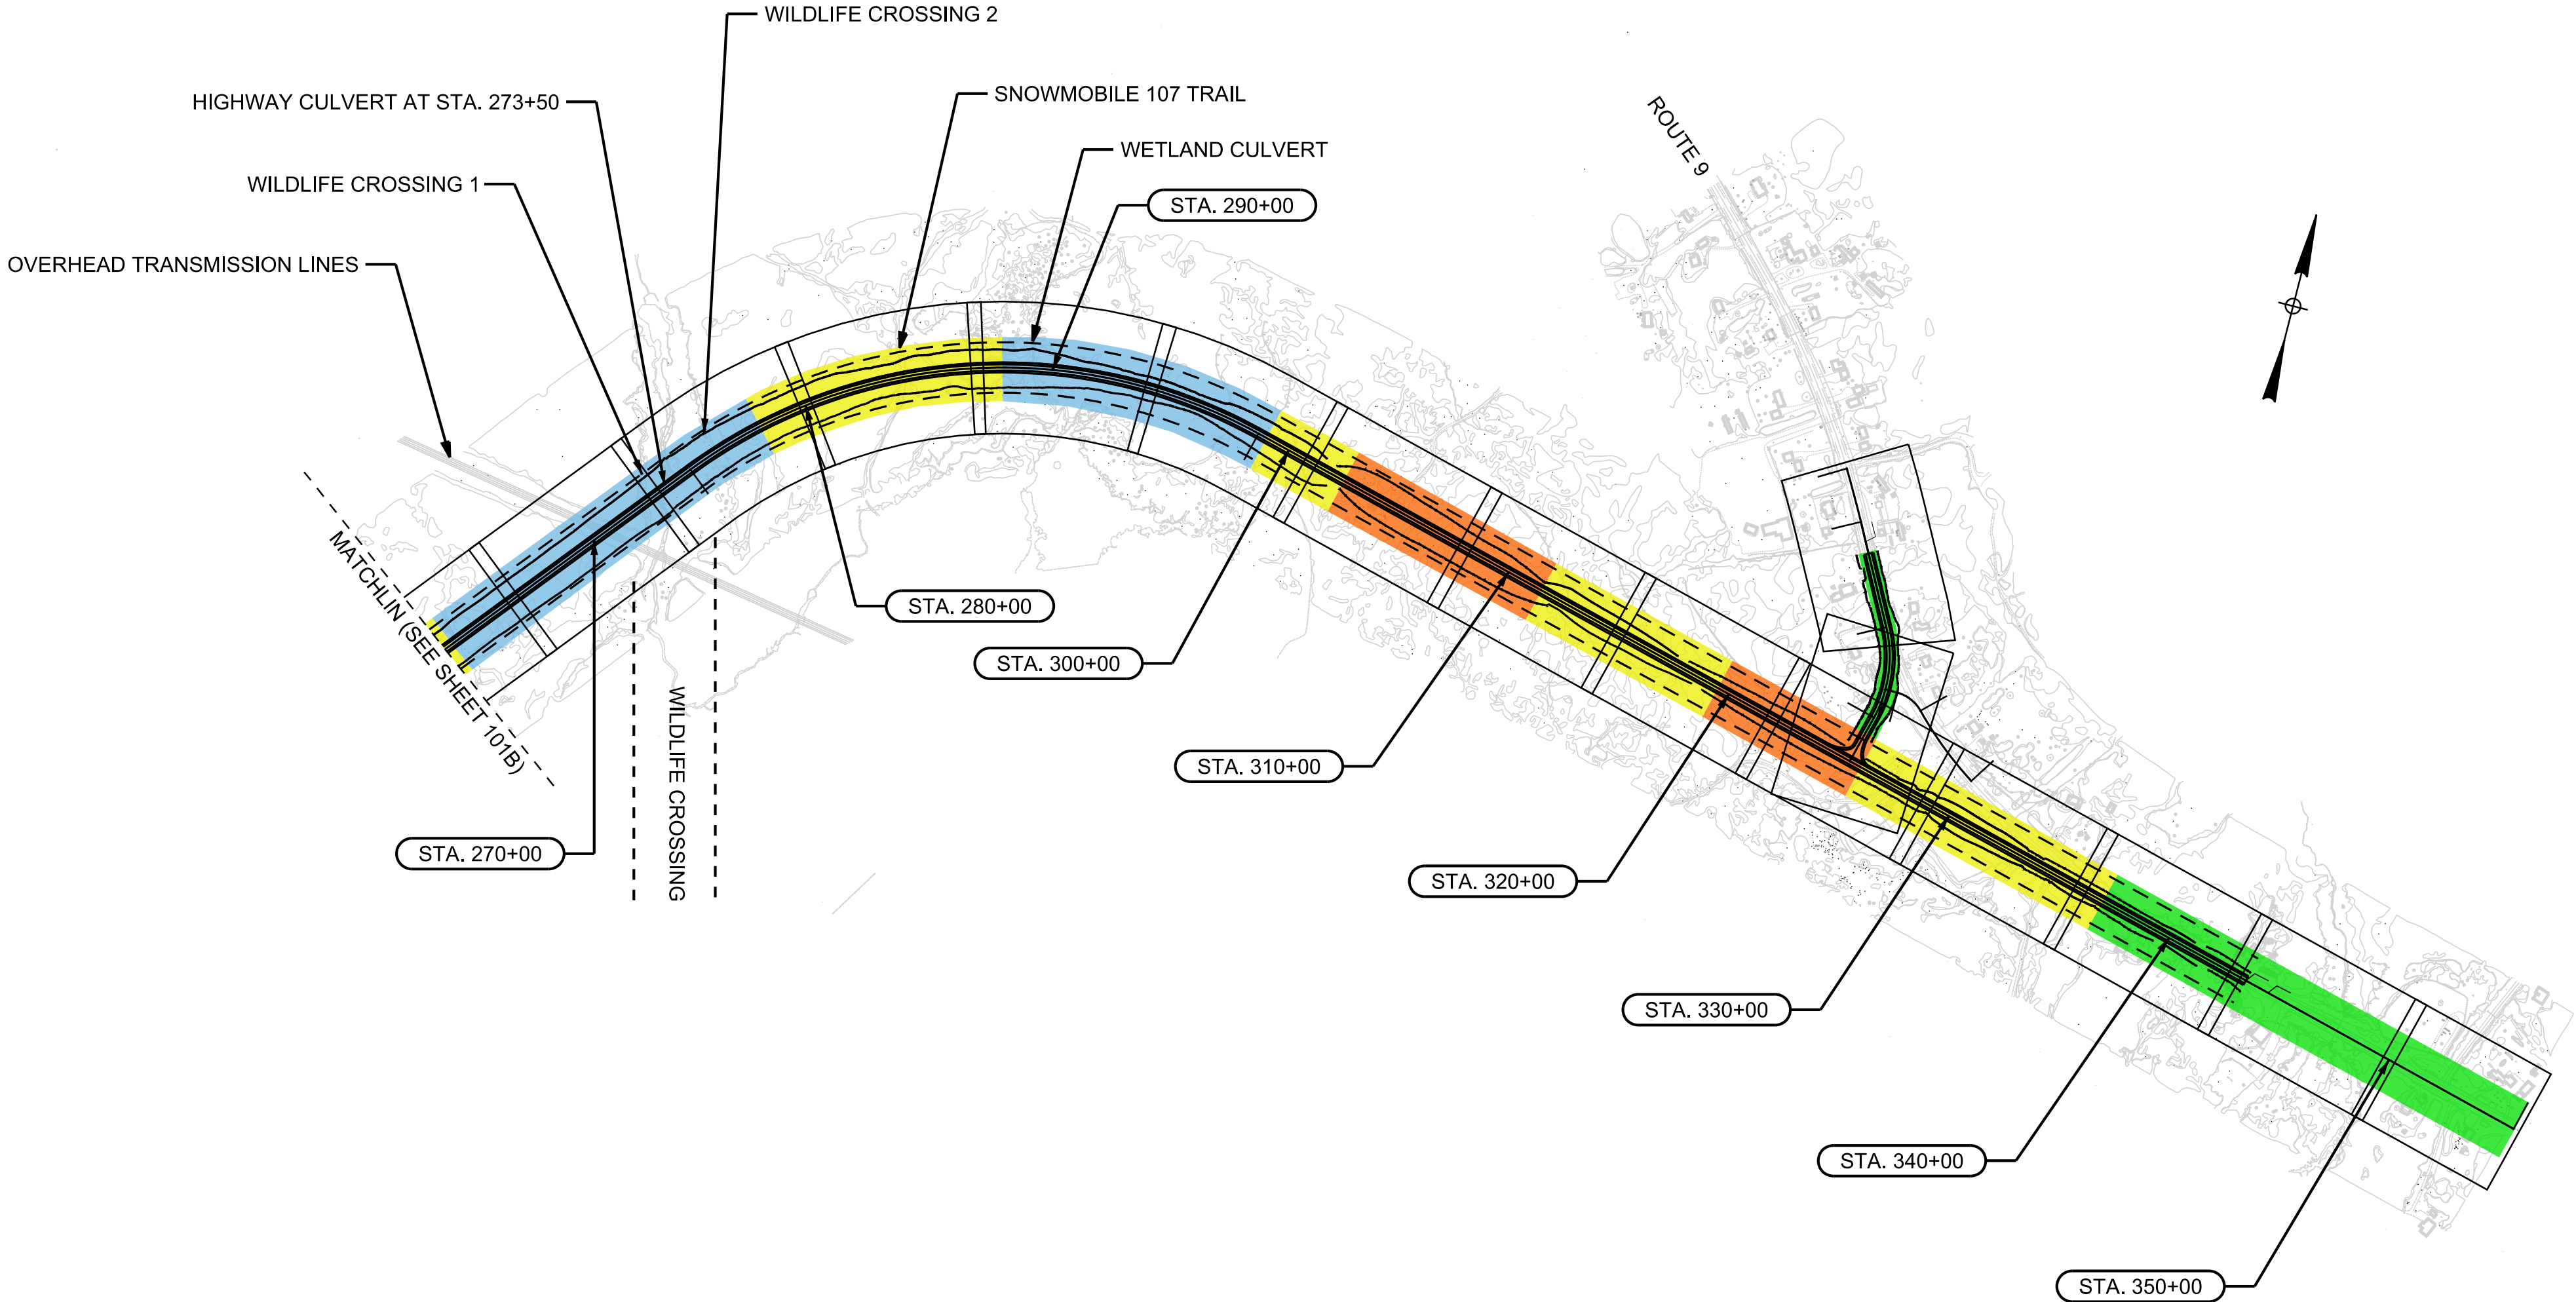 WILDLIFE CROSSING 2
HIGHWAY CULVERT AT STA. 273+50
SNOWMOBILE 107 TRAIL
ROUTE 9
WETLAND CULVERT
WILDLIFE CROSSING 1
STA. 290+00
OVERHEAD TRANSMISSION LINES
MATCHLIN (SEE SHEET 101B)
STA. 280+00
STA. 300+00
WILDLIFE CROSSING
STA. 310+00
STA. 270+00
STA. 320+00
STA. 330+00
STA. 340+00
STA. 350+00